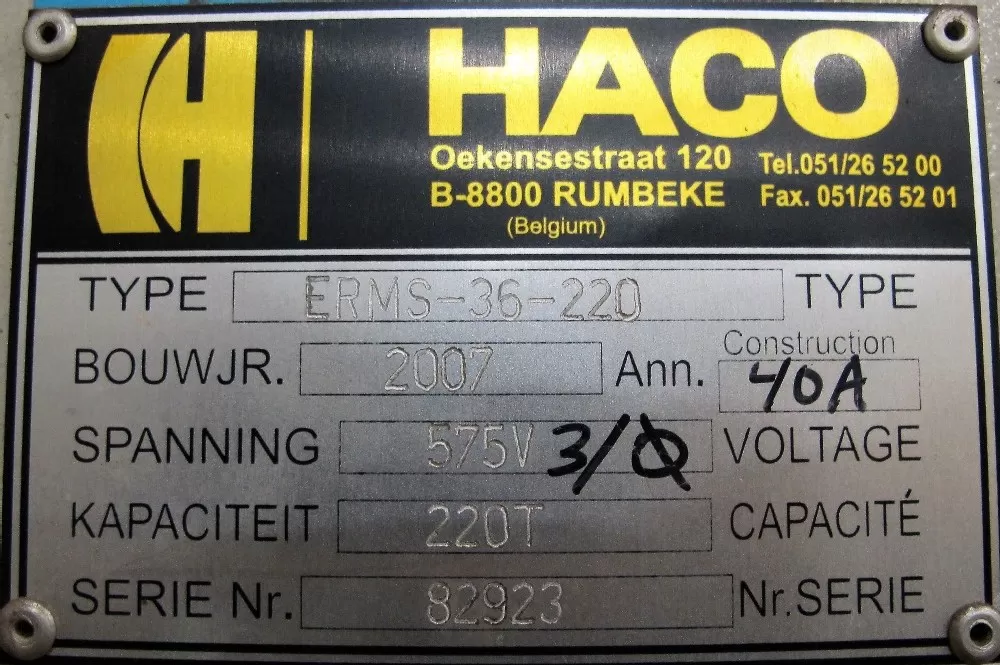 H HACO
Oekensestraat 120 Tel.051/26 52 00
B-8800 RUMBEKE Fax. 051/26 52 01
(Belgium)
TYPE ERMS-36-220 TYPE
BOUWJR. 2007 Ann. Construction 40A
SPANNING 575V 3/Ø VOLTAGE
KAPACITEIT 220T CAPACITÉ
SERIE Nr. 82923 Nr.SERIE